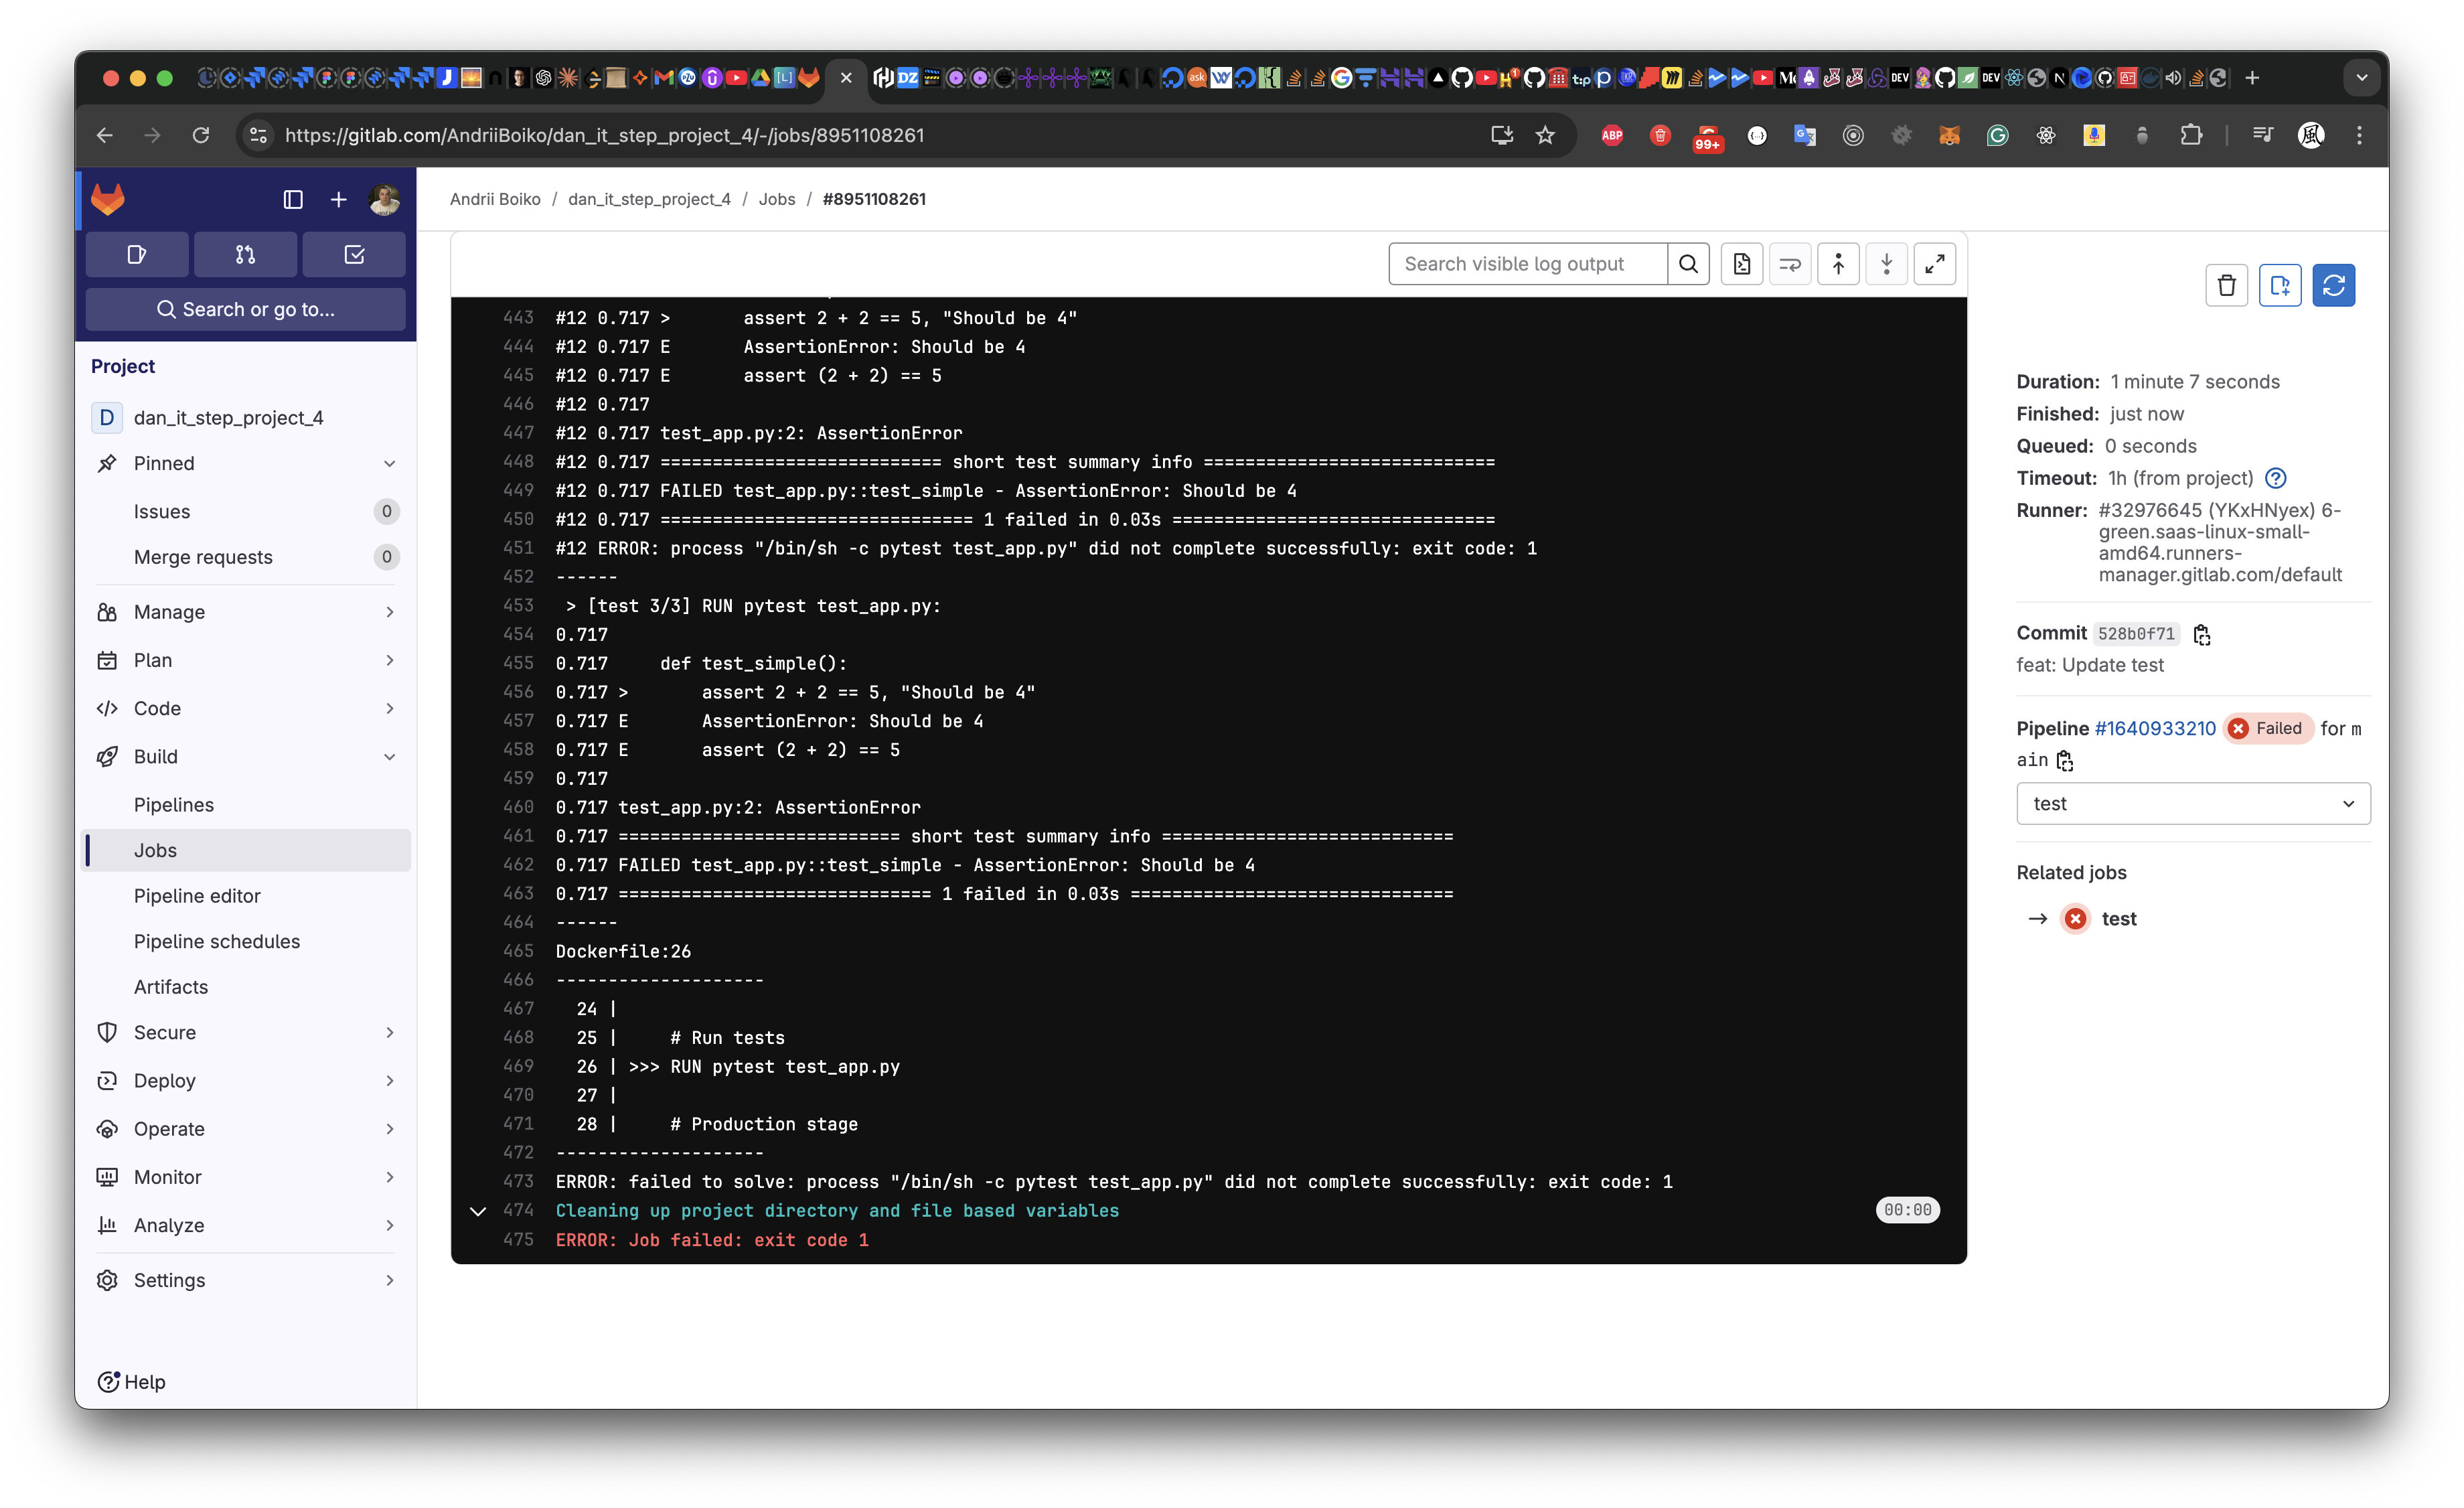 https://gitlab.com/AndriiBoiko/dan_it_step_project_4/-/jobs/8951108261
ABP
99+
Andrii Boiko / dan_it_step_project_4 / Jobs / #8951108261
Search or go to...
Project
D dan_it_step_project_4
Pinned
Issues 0
Merge requests 0
Manage
Plan
Code
Build
Pipelines
Jobs
Pipeline editor
Pipeline schedules
Artifacts
Secure
Deploy
Operate
Monitor
Analyze
Settings
Help
Search visible log output
443 #12 0.717 >       assert 2 + 2 == 5, "Should be 4"
444 #12 0.717 E       AssertionError: Should be 4
445 #12 0.717 E       assert (2 + 2) == 5
446 #12 0.717
447 #12 0.717 test_app.py:2: AssertionError
448 #12 0.717 =========================== short test summary info ============================
449 #12 0.717 FAILED test_app.py::test_simple - AssertionError: Should be 4
450 #12 0.717 ============================== 1 failed in 0.03s ===============================
451 #12 ERROR: process "/bin/sh -c pytest test_app.py" did not complete successfully: exit code: 1
452 ------
453  > [test 3/3] RUN pytest test_app.py:
454 0.717
455 0.717     def test_simple():
456 0.717 >       assert 2 + 2 == 5, "Should be 4"
457 0.717 E       AssertionError: Should be 4
458 0.717 E       assert (2 + 2) == 5
459 0.717
460 0.717 test_app.py:2: AssertionError
461 0.717 =========================== short test summary info ============================
462 0.717 FAILED test_app.py::test_simple - AssertionError: Should be 4
463 0.717 ============================== 1 failed in 0.03s ===============================
464 ------
465 Dockerfile:26
466 --------------------
467   24 |
468   25 |     # Run tests
469   26 | >>> RUN pytest test_app.py
470   27 |
471   28 |     # Production stage
472 --------------------
473 ERROR: failed to solve: process "/bin/sh -c pytest test_app.py" did not complete successfully: exit code: 1
474 Cleaning up project directory and file based variables 00:00
475 ERROR: Job failed: exit code 1
Duration: 1 minute 7 seconds
Finished: just now
Queued: 0 seconds
Timeout: 1h (from project)
Runner: #32976645 (YKxHNyex) 6-
green.saas-linux-small-
amd64.runners-
manager.gitlab.com/default
Commit 528b0f71
feat: Update test
Pipeline #1640933210 Failed for m
ain
test
Related jobs
test